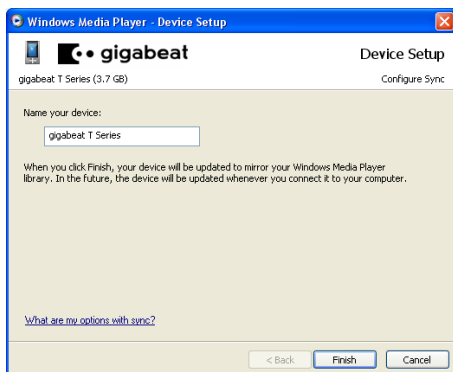 Windows Media Player - Device Setup
gigabeat
Device Setup
gigabeat T Series (3.7 GB)
Configure Sync
Name your device:
gigabeat T Series
When you click Finish, your device will be updated to mirror your Windows Media Player
library. In the future, the device will be updated whenever you connect it to your computer.
What are my options with sync?
< Back
Finish
Cancel